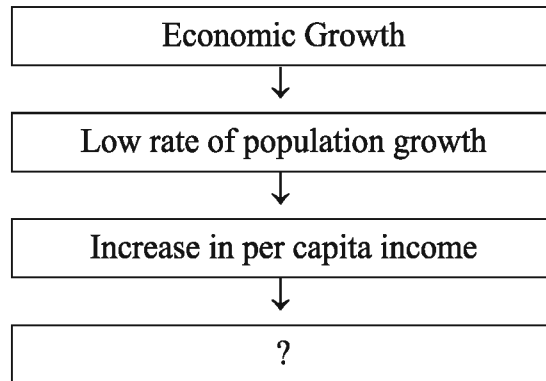 Economic Growth
Low rate of population growth
Increase in per capita income
?